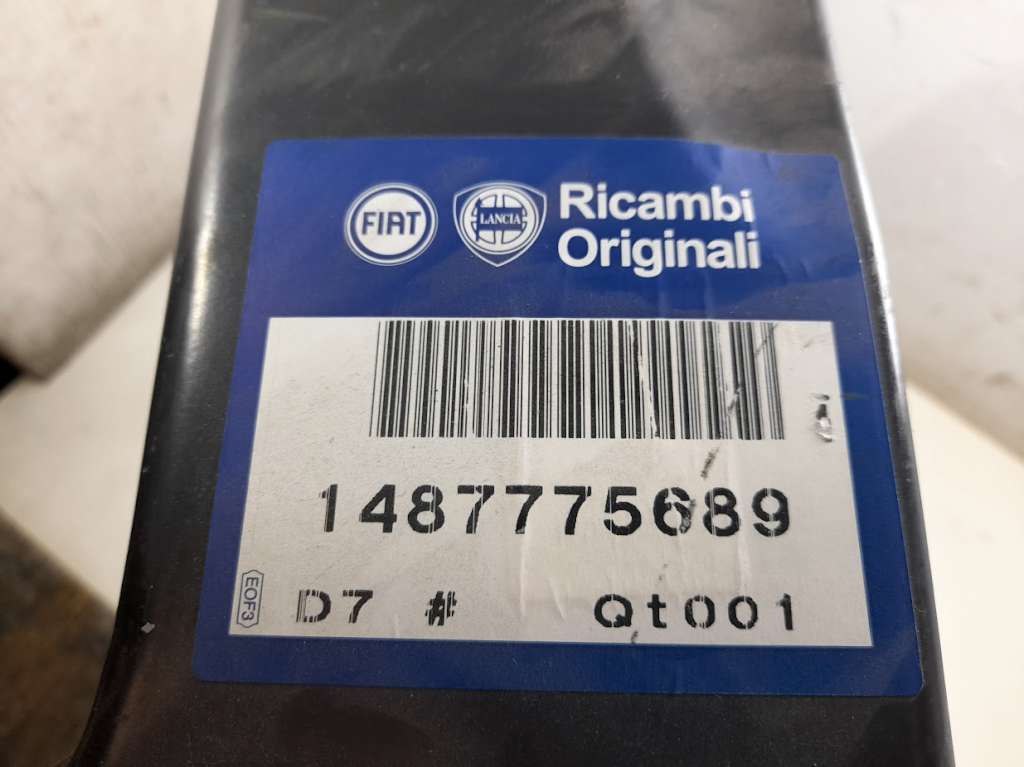 FIAT
LANCIA
Ricambi
Originali
1487775689
EOF3
D7 # Qt001